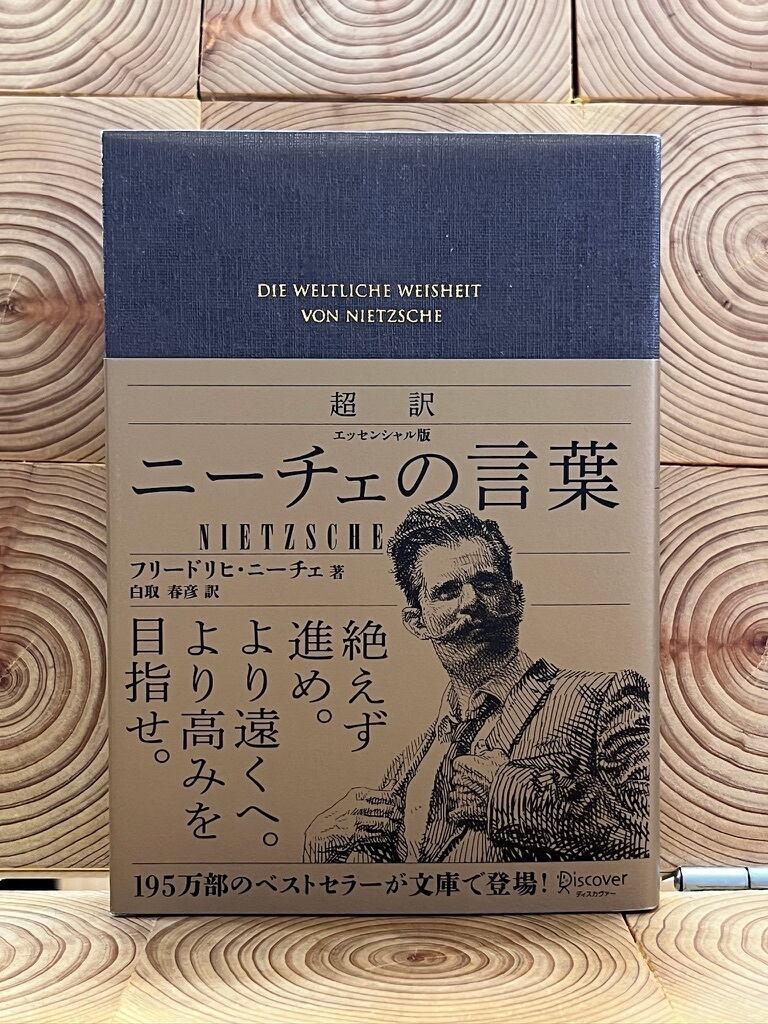 DIE WELTLICHE WEISHEIT
VON NIETZSCHE
超訳
エッセンシャル版
ニーチェの言葉
NIETZSCHE
フリードリヒ・ニーチェ 著
白取 春彦 訳
絶えず
進め。
より遠くへ。
より高みを
目指せ。
195万部のベストセラーが文庫で登場!
Discover
ディスカヴァー